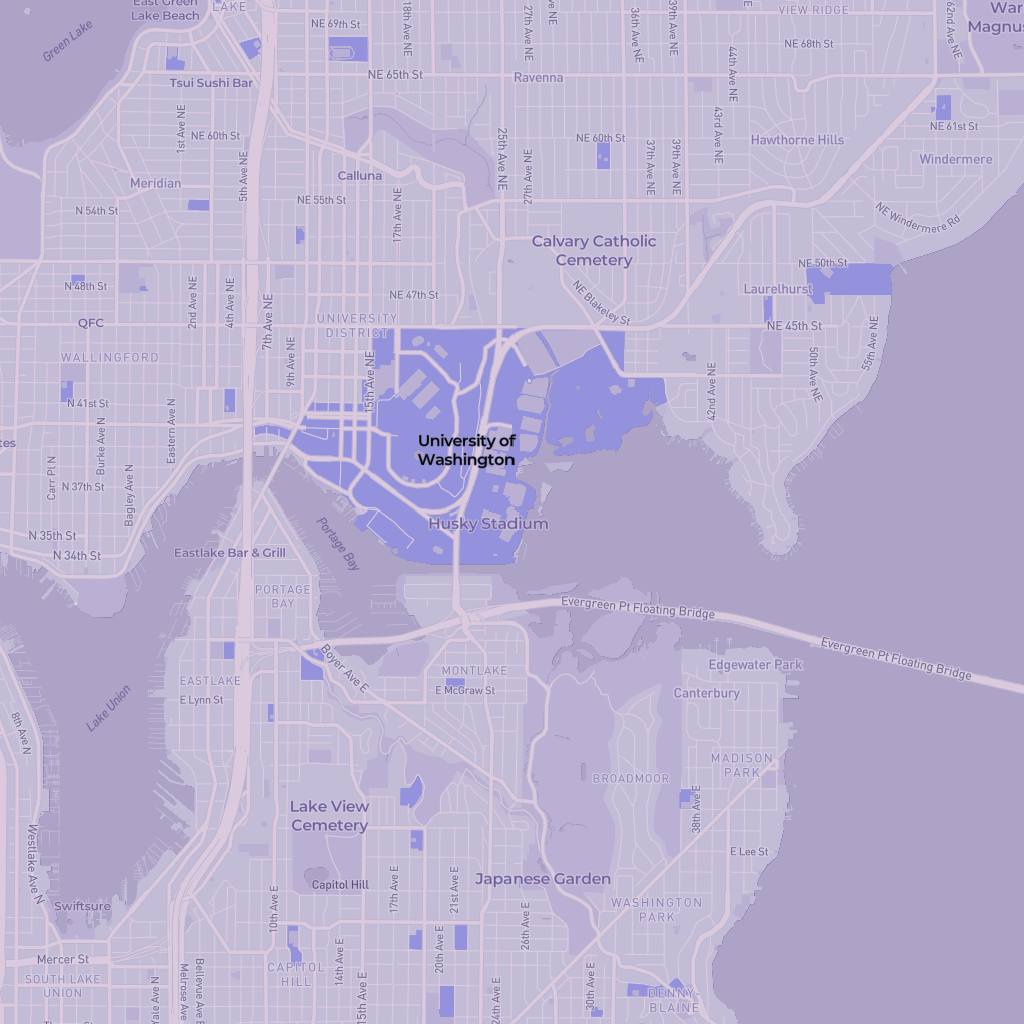 East Green
Lake Beach
LAKE
NE 69th St
18th Ave NE
27th Ave NE
36th Ave NE
39th Ave NE
VIEW RIDGE
62nd Ave NE
Green Lake
NE 68th St
44th Ave NE
Tsui Sushi Bar
NE 65th St
Ravenna
1st Ave NE
NE 60th St
25th Ave NE
NE 60th St
43rd Ave NE
Hawthorne Hills
NE 61st St
Windermere
5th Ave NE
Meridian
Calluna
27th Ave NE
37th Ave NE
39th Ave NE
N 54th St
NE 55th St
17th Ave NE
NE Windermere Rd
Calvary Catholic
Cemetery
NE 50th St
N 48th St
2nd Ave NE
4th Ave NE
7th Ave NE
NE 47th St
NE Blakeley St
Laurelhurst
QFC
UNIVERSITY
DISTRICT
NE 45th St
WALLINGFORD
9th Ave NE
15th Ave NE
42nd Ave NE
50th Ave NE
55th Ave NE
N 41st St
Burke Ave N
Eastern Ave N
University of
Washington
Carr Pl N
N 37th St
Bagley Ave N
N 35th St
N 34th St
Portage Bay
Husky Stadium
Eastlake Bar & Grill
PORTAGE
BAY
Evergreen Pt Floating Bridge
Evergreen Pt Floating Bridge
Boyer Ave E
MONTLAKE
Edgewater Park
EASTLAKE
E Lynn St
E McGraw St
Canterbury
Lake Union
8th Ave N
MADISON
PARK
BROADMOOR
Lake View
Cemetery
38th Ave E
Westlake Ave N
E Lee St
Capitol Hill
Japanese Garden
17th Ave E
21st Ave E
Swiftsure
10th Ave E
26th Ave E
WASHINGTON
PARK
Mercer St
14th Ave E
20th Ave E
SOUTH LAKE
UNION
CAPITOL
HILL
Yale Ave N
Melrose Ave
Bellevue Ave E
15th Ave E
24th Ave E
30th Ave E
DENNY-
BLAINE